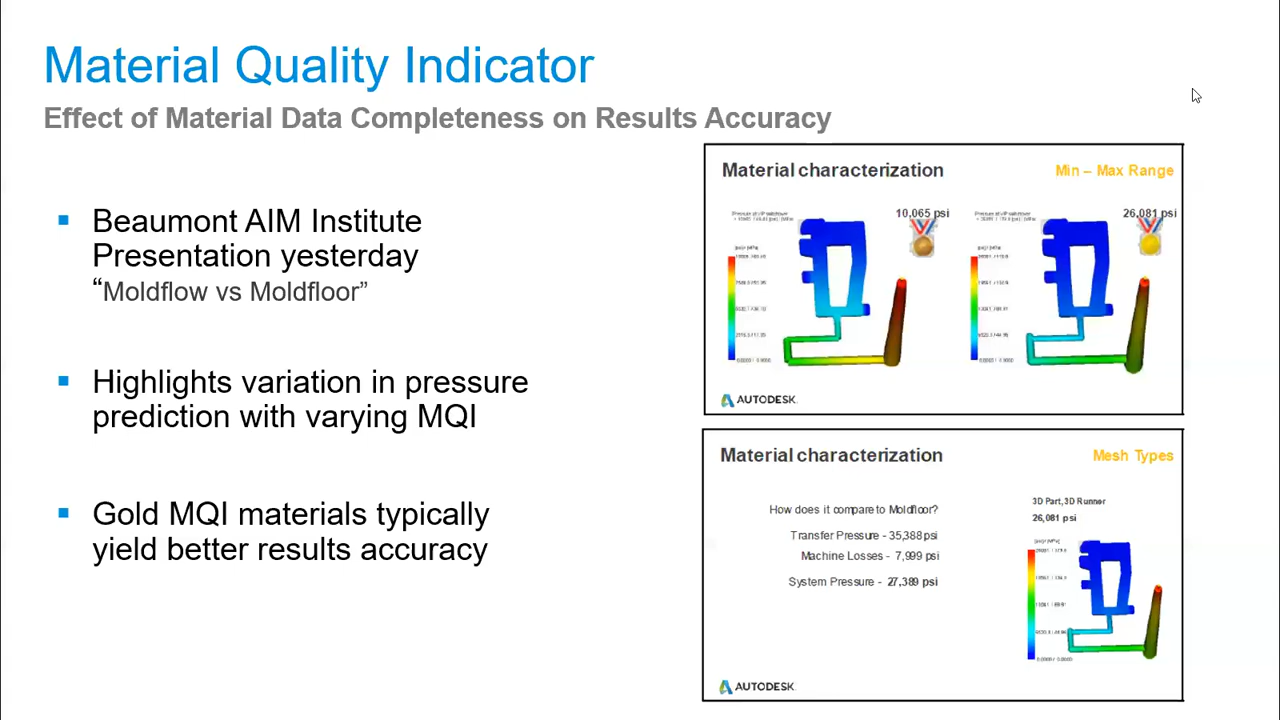 Material Quality Indicator
Effect of Material Data Completeness on Results Accuracy
Beaumont AIM Institute
Presentation yesterday
“Moldflow vs Moldfloor”
Highlights variation in pressure
prediction with varying MQI
Gold MQI materials typically
yield better results accuracy
Material characterization
Min – Max Range
10,065 psi
26,081 psi
AUTODESK
Material characterization
Mesh Types
How does it compare to Moldfloor?
Transfer Pressure - 35,388 psi
Machine Losses - 7,999 psi
System Pressure - 27,389 psi
3D Part, 3D Runner
26,081 psi
AUTODESK